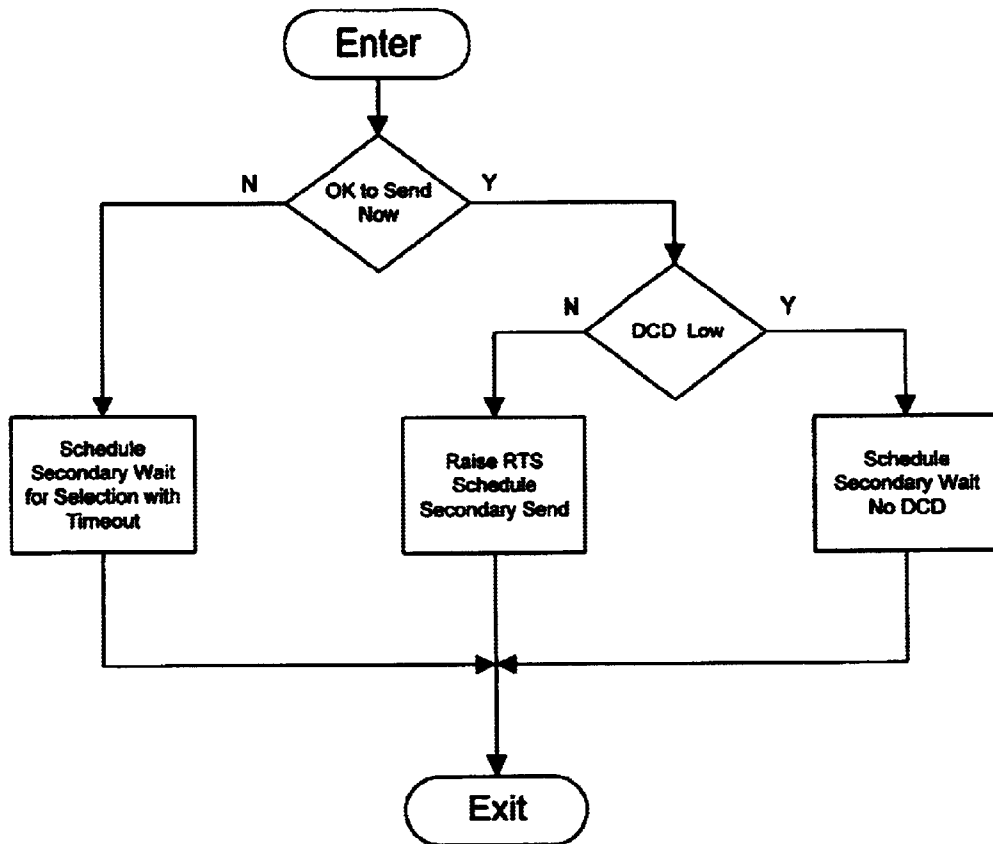 Enter
N
OK to Send
Now
Y
N
DCD Low
Y
Schedule
Secondary Wait
for Selection with
Timeout
Raise RTS
Schedule
Secondary Send
Schedule
Secondary Wait
No DCD
Exit